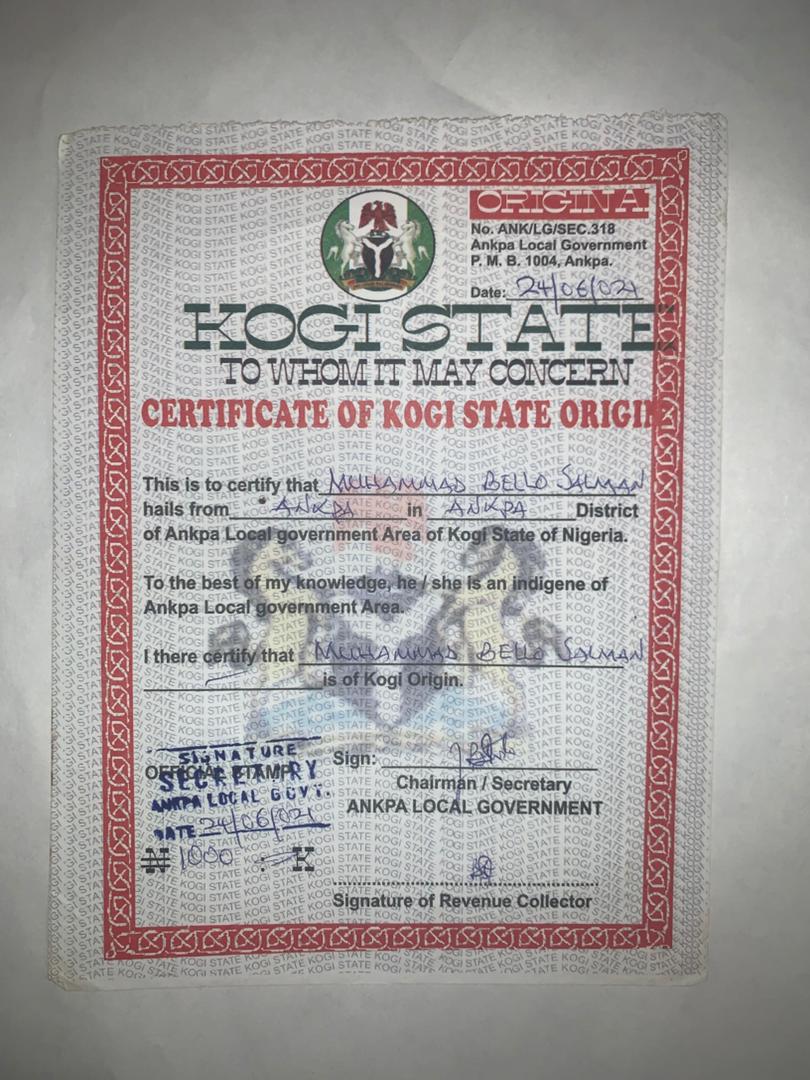 ORIGINA
No. ANK/LG/SEC.318
Ankpa Local Government
P. M. B. 1004, Ankpa.
Date: 24/06/021
KOGI STATE
TO WHOM IT MAY CONCERN
CERTIFICATE OF KOGI STATE ORIGIN
This is to certify that MUHAMMAD BELLO SALMAN
hails from ANKPA in ANKPA District
of Ankpa Local government Area of Kogi State of Nigeria.
To the best of my knowledge, he / she is an indigene of
Ankpa Local government Area.
I there certify that MUHAMMAD BELLO SALMAN
is of Kogi Origin.
SIGNATURE
OFFICIAL STAMP
SECRETARY
ANKPA LOCAL GOVT.
DATE 24/06/021
₦ 1000 : K
Sign:
Chairman / Secretary
ANKPA LOCAL GOVERNMENT
Signature of Revenue Collector